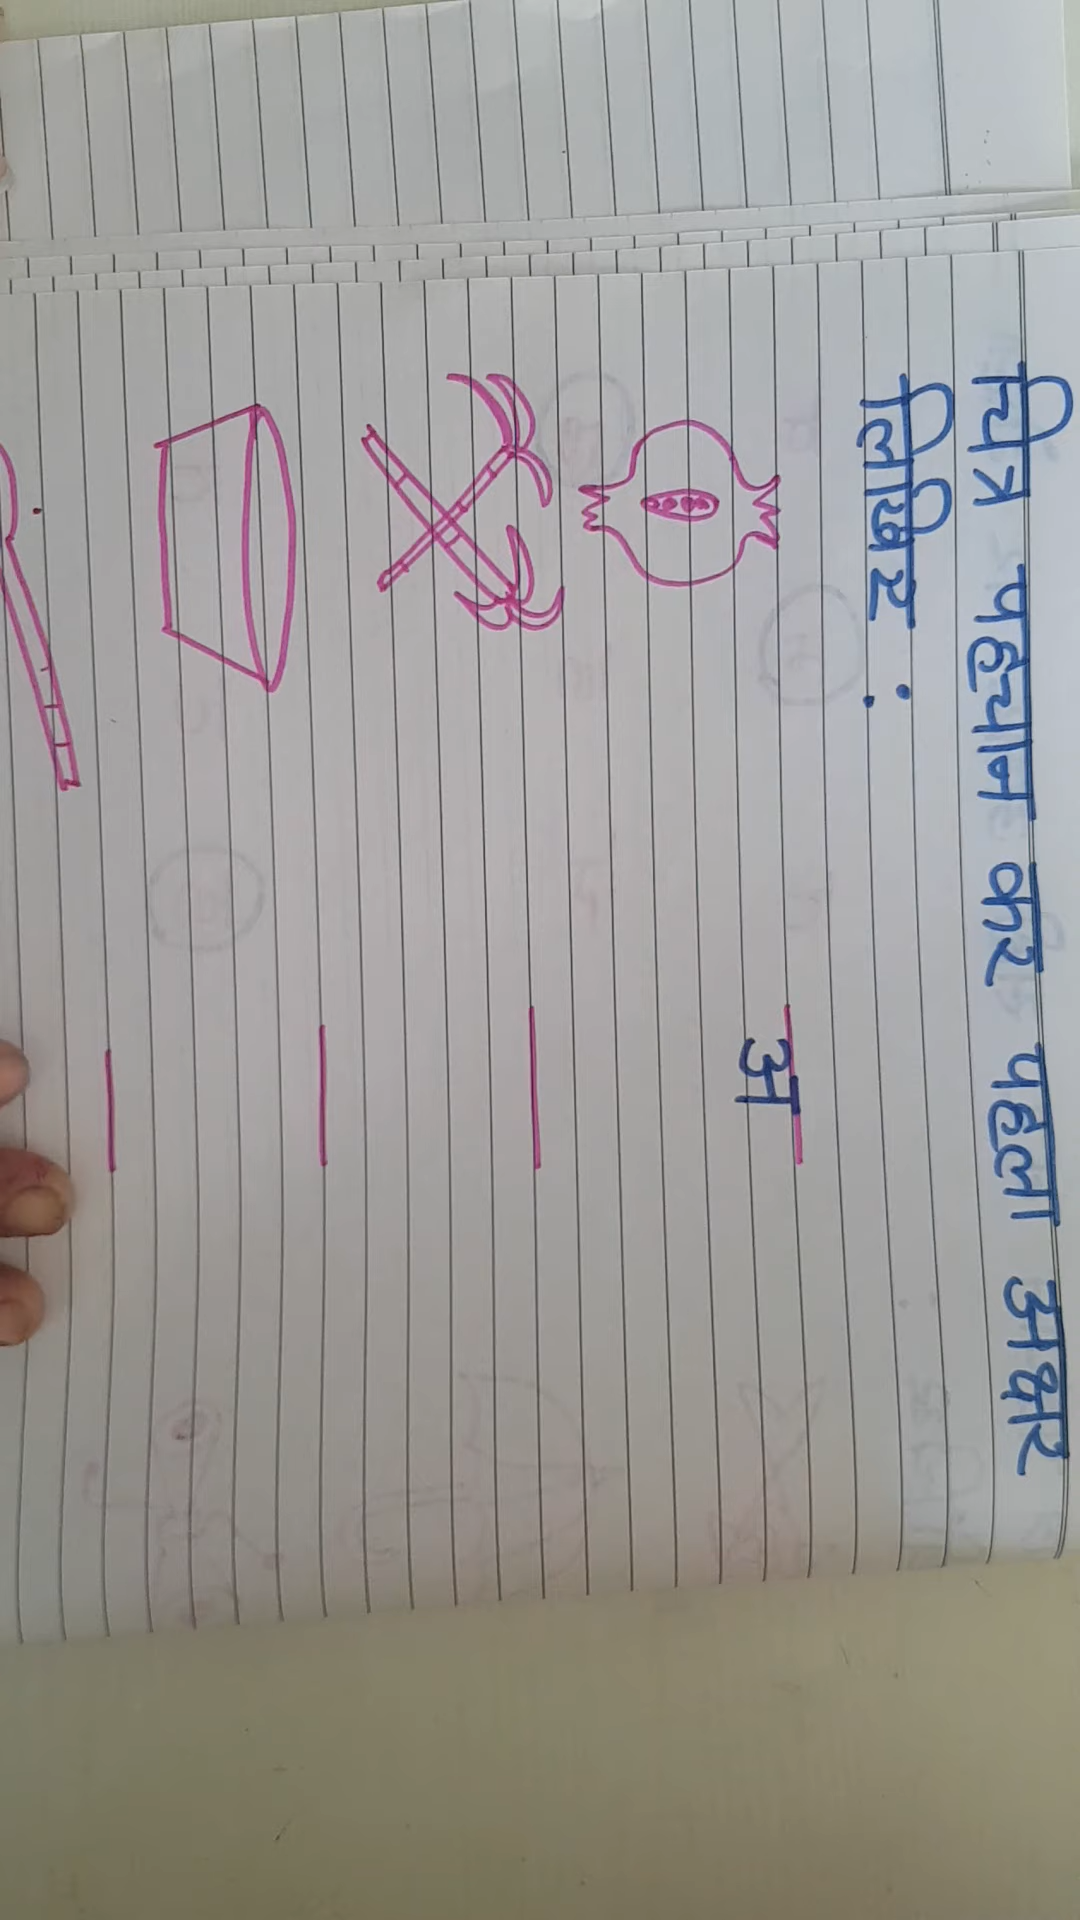 चित्र पहचान कर पहला अक्षर
लिखिए :
अ